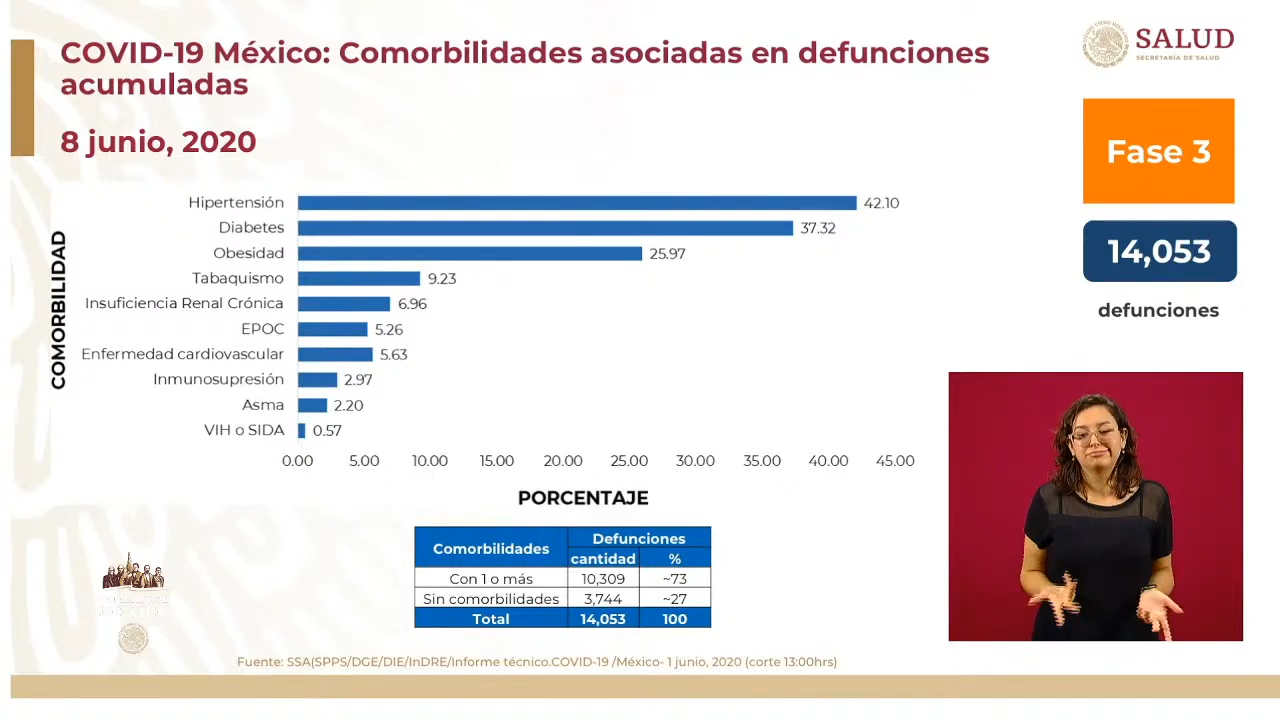 COVID-19 México: Comorbilidades asociadas en defunciones
acumuladas
8 junio, 2020
SALUD
SECRETARÍA DE SALUD
Fase 3
14,053
defunciones
COMORBILIDAD
Hipertensión 42.10
Diabetes 37.32
Obesidad 25.97
Tabaquismo 9.23
Insuficiencia Renal Crónica 6.96
EPOC 5.26
Enfermedad cardiovascular 5.63
Inmunosupresión 2.97
Asma 2.20
VIH o SIDA 0.57
0.00 5.00 10.00 15.00 20.00 25.00 30.00 35.00 40.00 45.00
PORCENTAJE
Comorbilidades Defunciones
cantidad %
Con 1 o más 10,309 ~73
Sin comorbilidades 3,744 ~27
Total 14,053 100
Fuente: SSA(SPPS/DGE/DIE/InDRE/Informe técnico.COVID-19 /México- 1 junio, 2020 (corte 13:00hrs)